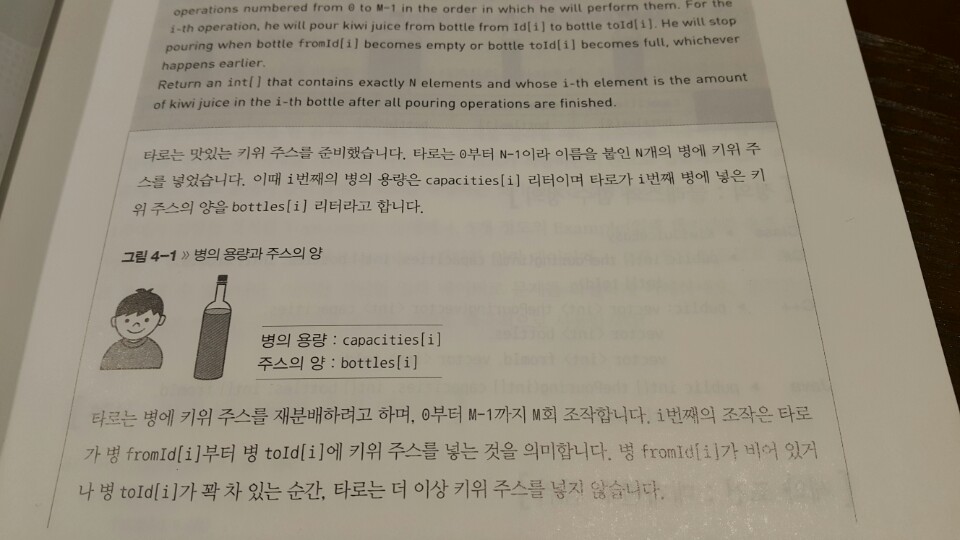 operations numbered from 0 to M-1 in the order in which he will perform them. For the
i-th operation, he will pour kiwi juice from bottle from Id[i] to bottle toId[i]. He will stop
pouring when bottle fromId[i] becomes empty or bottle toId[i] becomes full, whichever
happens earlier.
Return an int[] that contains exactly N elements and whose i-th element is the amount
of kiwi juice in the i-th bottle after all pouring operations are finished.
타로는 맛있는 키위 주스를 준비했습니다. 타로는 0부터 N-1이라 이름을 붙인 N개의 병에 키위 주
스를 넣었습니다. 이때 i번째의 병의 용량은 capacities[i] 리터이며 타로가 i번째 병에 넣은 키
위 주스의 양을 bottles[i] 리터라고 합니다.
그림 4-1 » 병의 용량과 주스의 양
병의 용량 : capacities[i]
주스의 양 : bottles[i]
타로는 병에 키위 주스를 재분배하려고 하며, 0부터 M-1까지 M회 조작합니다. i번째의 조작은 타로
가 병 fromId[i]부터 병 toId[i]에 키위 주스를 넣는 것을 의미합니다. 병 fromId[i]가 비어 있거
나 병 toId[i]가 꽉 차 있는 순간, 타로는 더 이상 키위 주스를 넣지 않습니다.